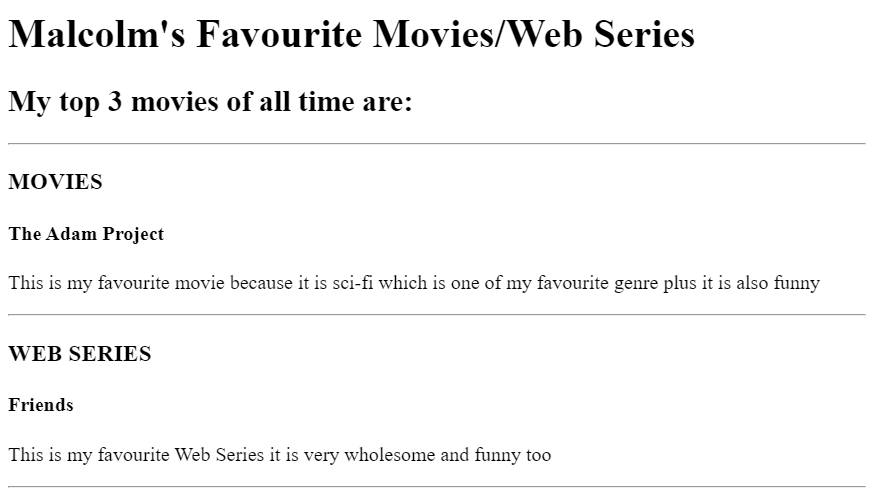 Malcolm's Favourite Movies/Web Series
My top 3 movies of all time are:
MOVIES
The Adam Project
This is my favourite movie because it is sci-fi which is one of my favourite genre plus it is also funny
WEB SERIES
Friends
This is my favourite Web Series it is very wholesome and funny too